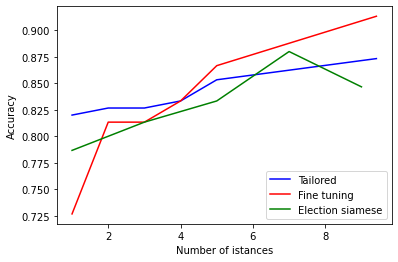 0.900
0.875
0.850
0.825
0.800
0.775
0.750
0.725
Accuracy
2 4 6 8
Number of istances
Tailored
Fine tuning
Election siamese